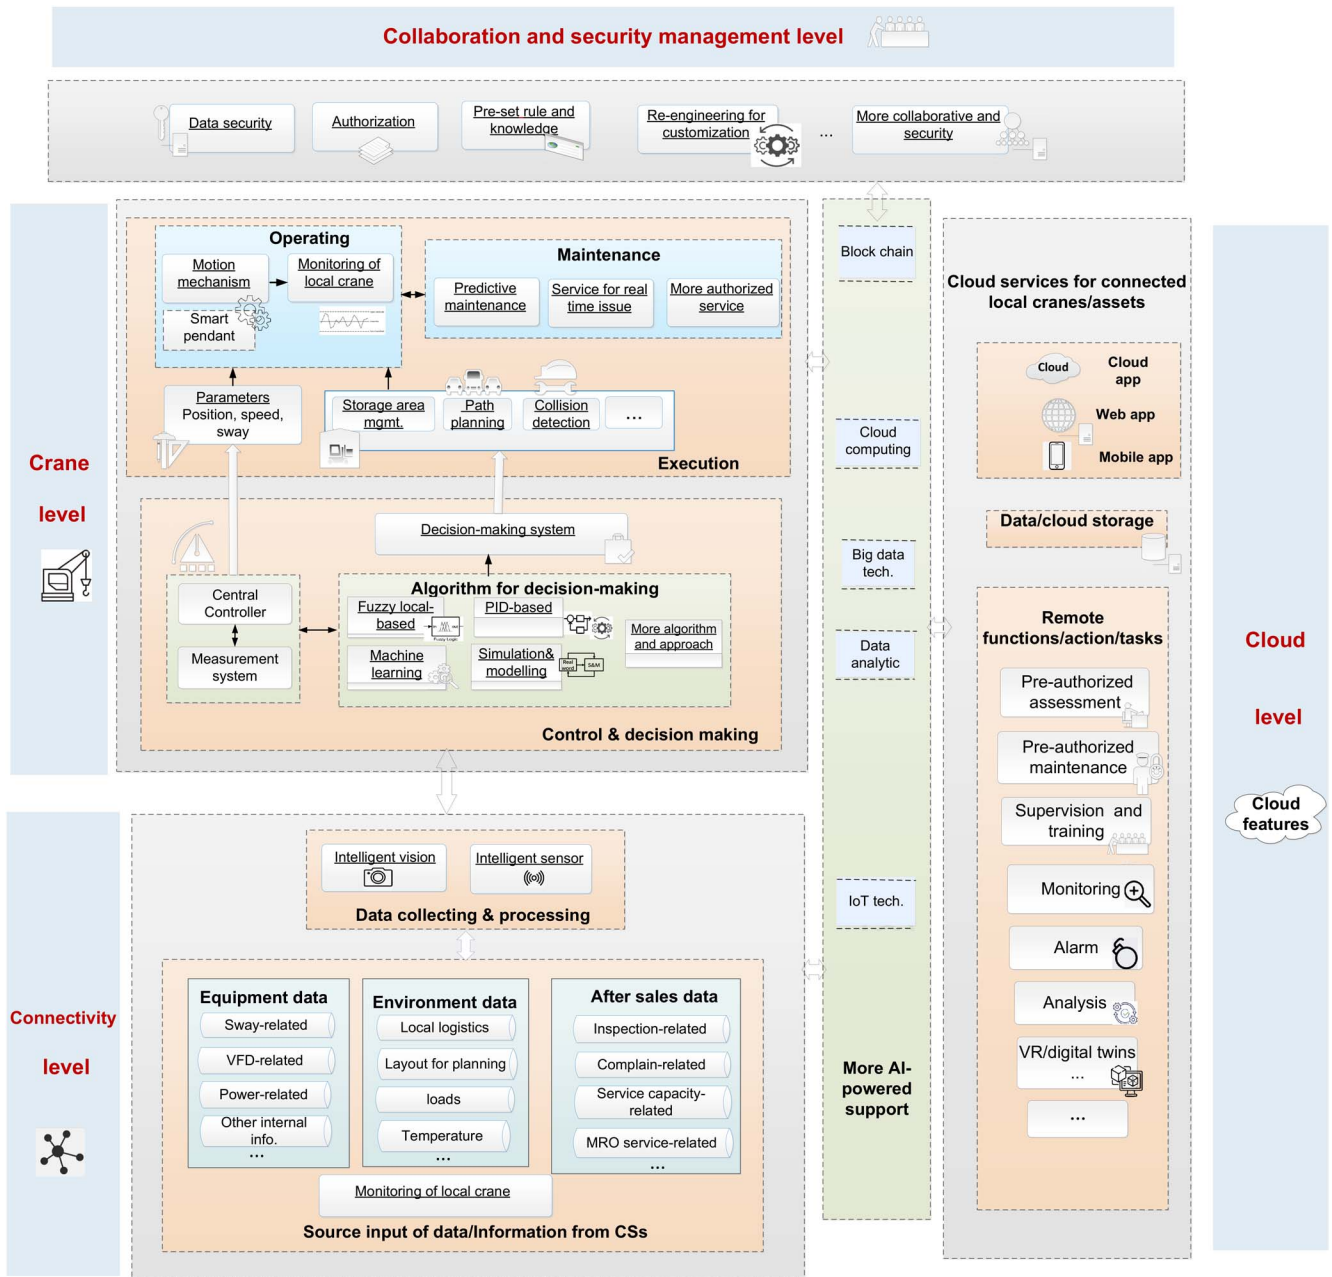 Collaboration and security management level
Data security
Authorization
Pre-set rule and
knowledge
Re-engineering for
customization
...
More collaborative and
security
Crane
level
Operating
Motion
mechanism
Monitoring of
local crane
Smart
pendant
Maintenance
Predictive
maintenance
Service for real
time issue
More authorized
service
Parameters
Position, speed,
sway
Storage area
mgmt.
Path
planning
Collision
detection
...
Execution
Decision-making system
Central
Controller
Measurement
system
Algorithm for decision-making
Fuzzy local-
based
Fuzzy Logic
PID-based
More algorithm
and approach
Machine
learning
Simulation&
modelling
Real
word
S&M
Control & decision making
Connectivity
level
Intelligent vision
Intelligent sensor
Data collecting & processing
Equipment data
Sway-related
VFD-related
Power-related
Other internal
info.
...
Environment data
Local logistics
Layout for planning
loads
Temperature
...
After sales data
Inspection-related
Complain-related
Service capacity-
related
MRO service-related
...
Monitoring of local crane
Source input of data/Information from CSs
Block chain
Cloud
computing
Big data
tech.
Data
analytic
IoT tech.
More AI-
powered
support
Cloud services for connected
local cranes/assets
Cloud
Cloud
app
Web app
Mobile app
Data/cloud storage
Remote
functions/action/tasks
Pre-authorized
assessment
Pre-authorized
maintenance
Supervision and
training
Monitoring
Alarm
Analysis
VR/digital twins
...
...
Cloud
level
Cloud
features